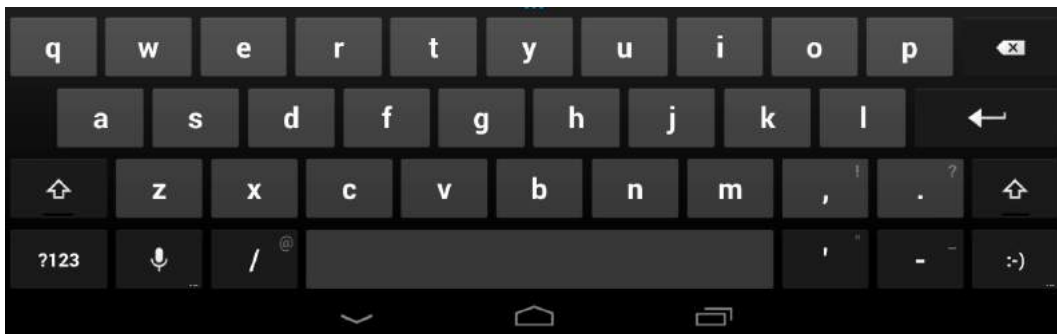 q w e r t y u i o p
a s d f g h j k l
z x c v b n m , ! . ?
?123 / @ ' " - _ :-)